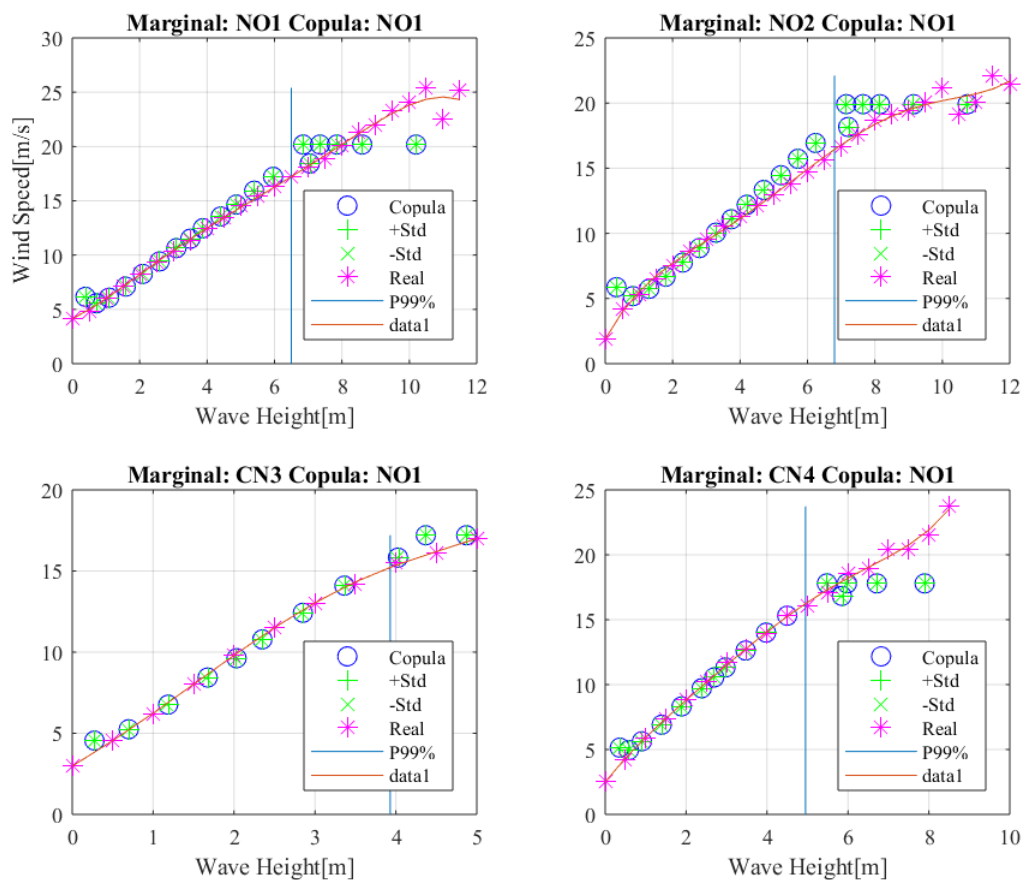 Marginal: NO1 Copula: NO1
30
25
20
15
10
5
0
Wind Speed[m/s]
0 2 4 6 8 10 12
Wave Height[m]
Copula
+Std
-Std
Real
P99%
data1
Marginal: NO2 Copula: NO1
25
20
15
10
5
0
0 2 4 6 8 10 12
Wave Height[m]
Copula
+Std
-Std
Real
P99%
data1
Marginal: CN3 Copula: NO1
20
15
10
5
0
0 1 2 3 4 5
Wave Height[m]
Copula
+Std
-Std
Real
P99%
data1
Marginal: CN4 Copula: NO1
25
20
15
10
5
0
0 2 4 6 8 10
Wave Height[m]
Copula
+Std
-Std
Real
P99%
data1